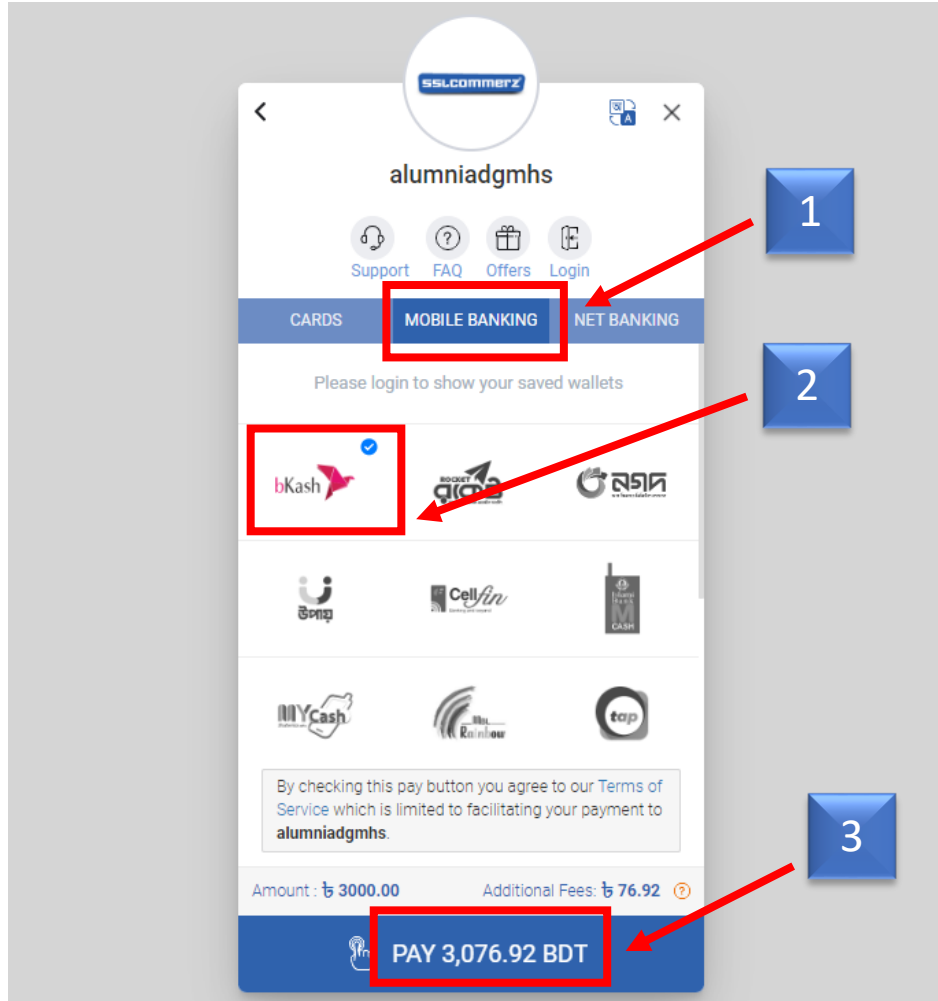 SSLCOMMERZ
A
alumniadgmhs
1
Support FAQ Offers Login
CARDS MOBILE BANKING NET BANKING
Please login to show your saved wallets
2
bKash
ROCKET
রকেট
নগদ
উপায়
Cellfin
Islami
Bank
M
CASH
MYCash
MBL
Rainbow
tap
By checking this pay button you agree to our Terms of
Service which is limited to facilitating your payment to
alumniadgmhs.
3
Amount : ৳ 3000.00 Additional Fees: ৳ 76.92 ?
PAY 3,076.92 BDT